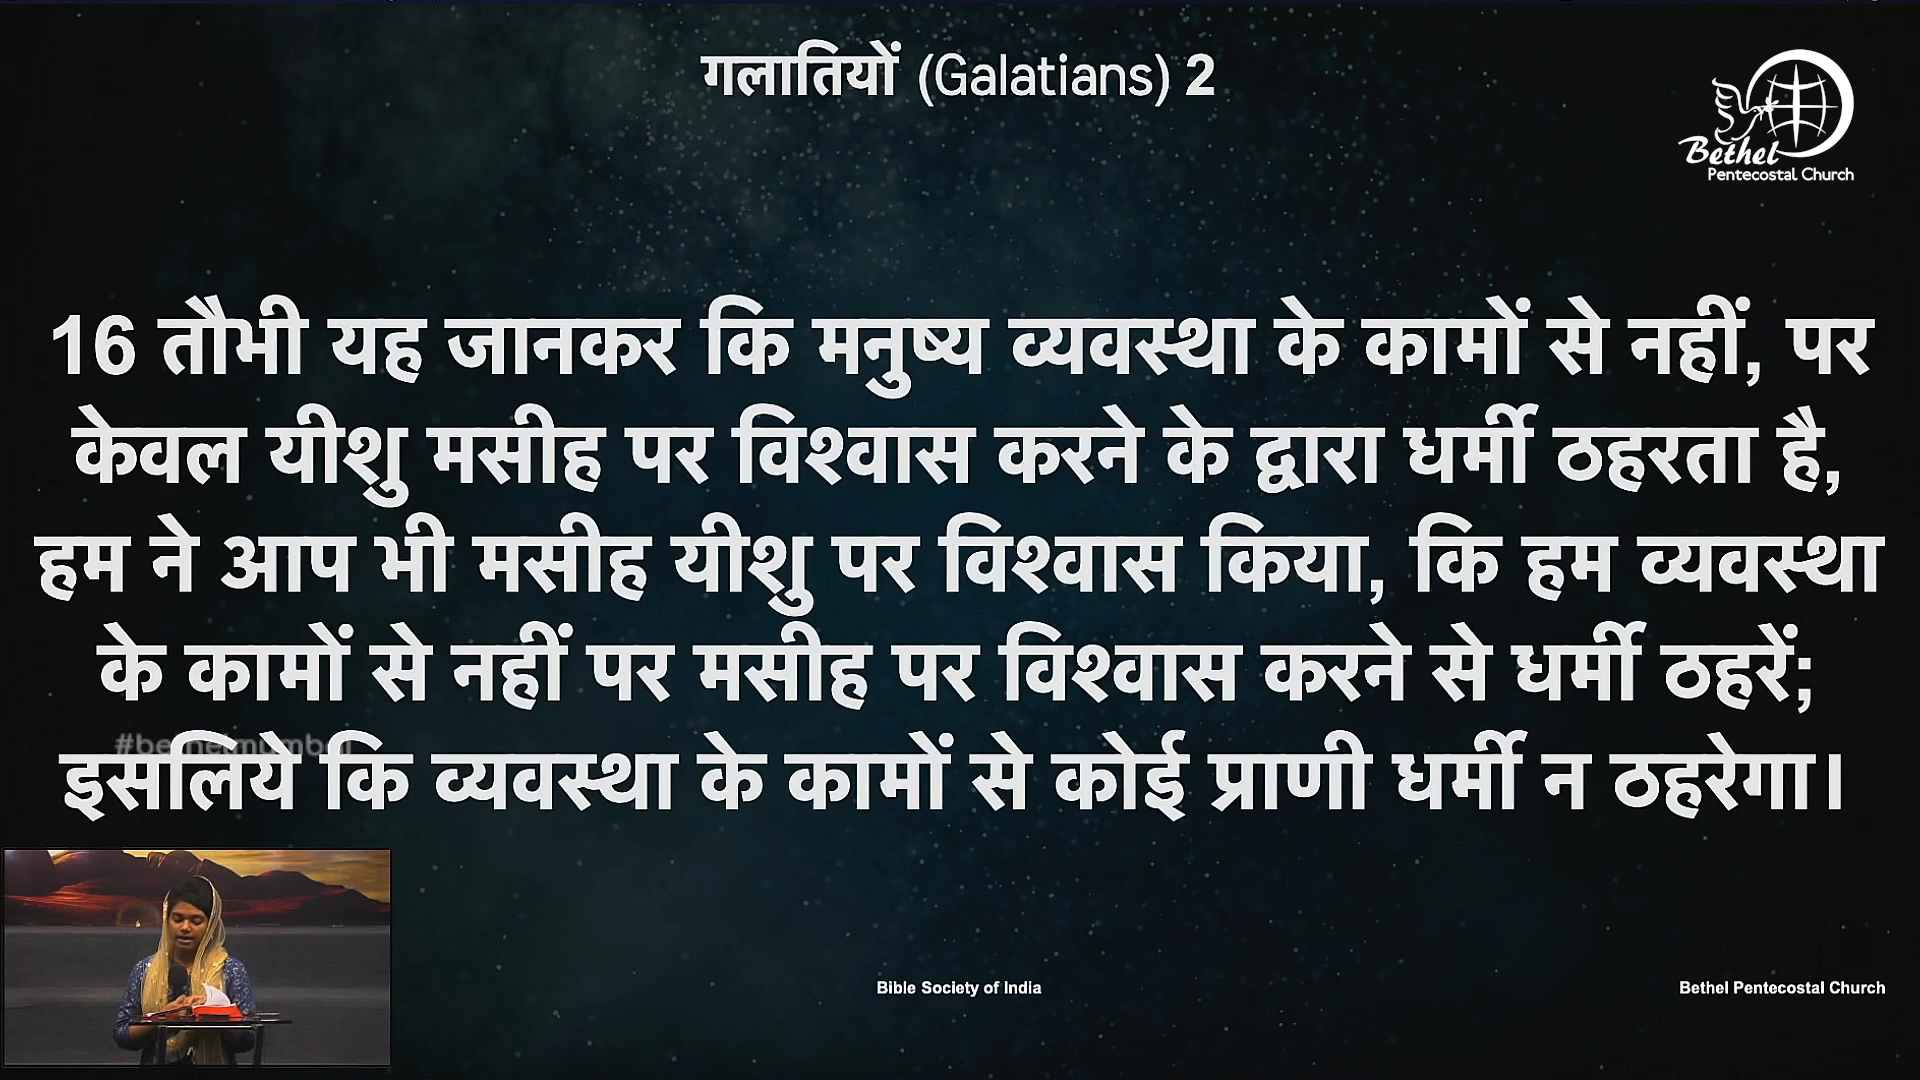 गलातियों (Galatians) 2
Bethel
Pentecostal Church
16 तौभी यह जानकर कि मनुष्य व्यवस्था के कामों से नहीं, पर
केवल यीशु मसीह पर विश्वास करने के द्वारा धर्मी ठहरता है,
हम ने आप भी मसीह यीशु पर विश्वास किया, कि हम व्यवस्था
के कामों से नहीं पर मसीह पर विश्वास करने से धर्मी ठहरें;
#bethelmumbai
इसलिये कि व्यवस्था के कामों से कोई प्राणी धर्मी न ठहरेगा।
Bible Society of India
Bethel Pentecostal Church